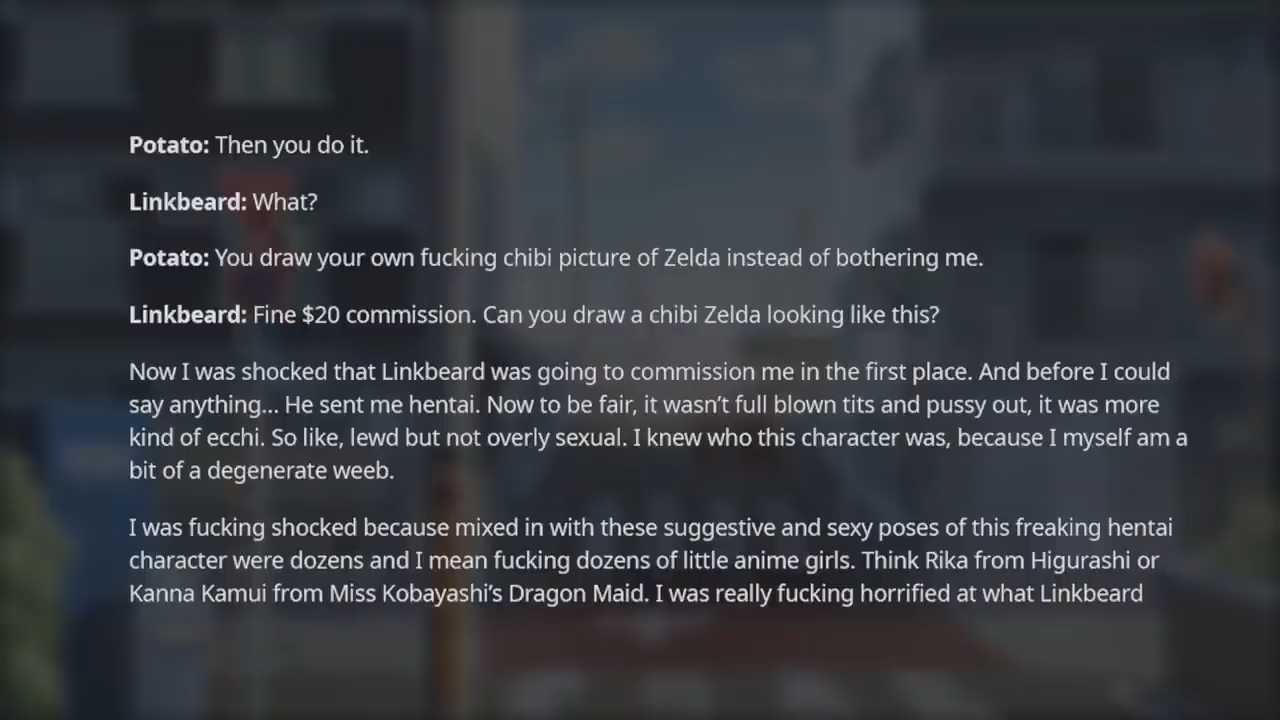 Potato: Then you do it.
Linkbeard: What?
Potato: You draw your own fucking chibi picture of Zelda instead of bothering me.
Linkbeard: Fine $20 commission. Can you draw a chibi Zelda looking like this?
Now I was shocked that Linkbeard was going to commission me in the first place. And before I could
say anything... He sent me hentai. Now to be fair, it wasn’t full blown tits and pussy out, it was more
kind of ecchi. So like, lewd but not overly sexual. I knew who this character was, because I myself am a
bit of a degenerate weeb.
I was fucking shocked because mixed in with these suggestive and sexy poses of this freaking hentai
character were dozens and I mean fucking dozens of little anime girls. Think Rika from Higurashi or
Kanna Kamui from Miss Kobayashi’s Dragon Maid. I was really fucking horrified at what Linkbeard